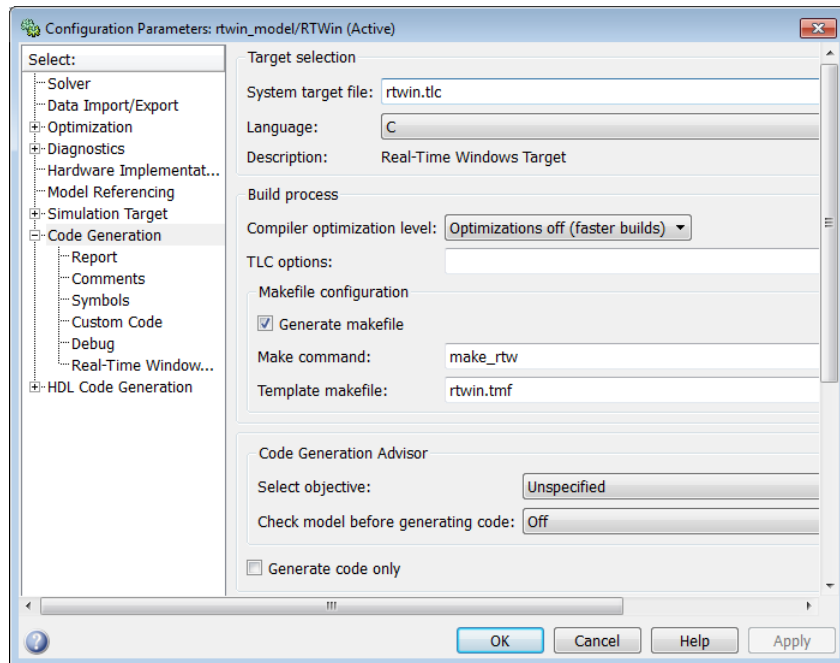 Configuration Parameters: rtwin_model/RTWin (Active)
Select:
Solver
Data Import/Export
Optimization
Diagnostics
Hardware Implementat...
Model Referencing
Simulation Target
Code Generation
Report
Comments
Symbols
Custom Code
Debug
Real-Time Window...
HDL Code Generation
Target selection
System target file: rtwin.tlc
Language: C
Description: Real-Time Windows Target
Build process
Compiler optimization level: Optimizations off (faster builds)
TLC options:
Makefile configuration
Generate makefile
Make command: make_rtw
Template makefile: rtwin.tmf
Code Generation Advisor
Select objective: Unspecified
Check model before generating code: Off
Generate code only
OK Cancel Help Apply